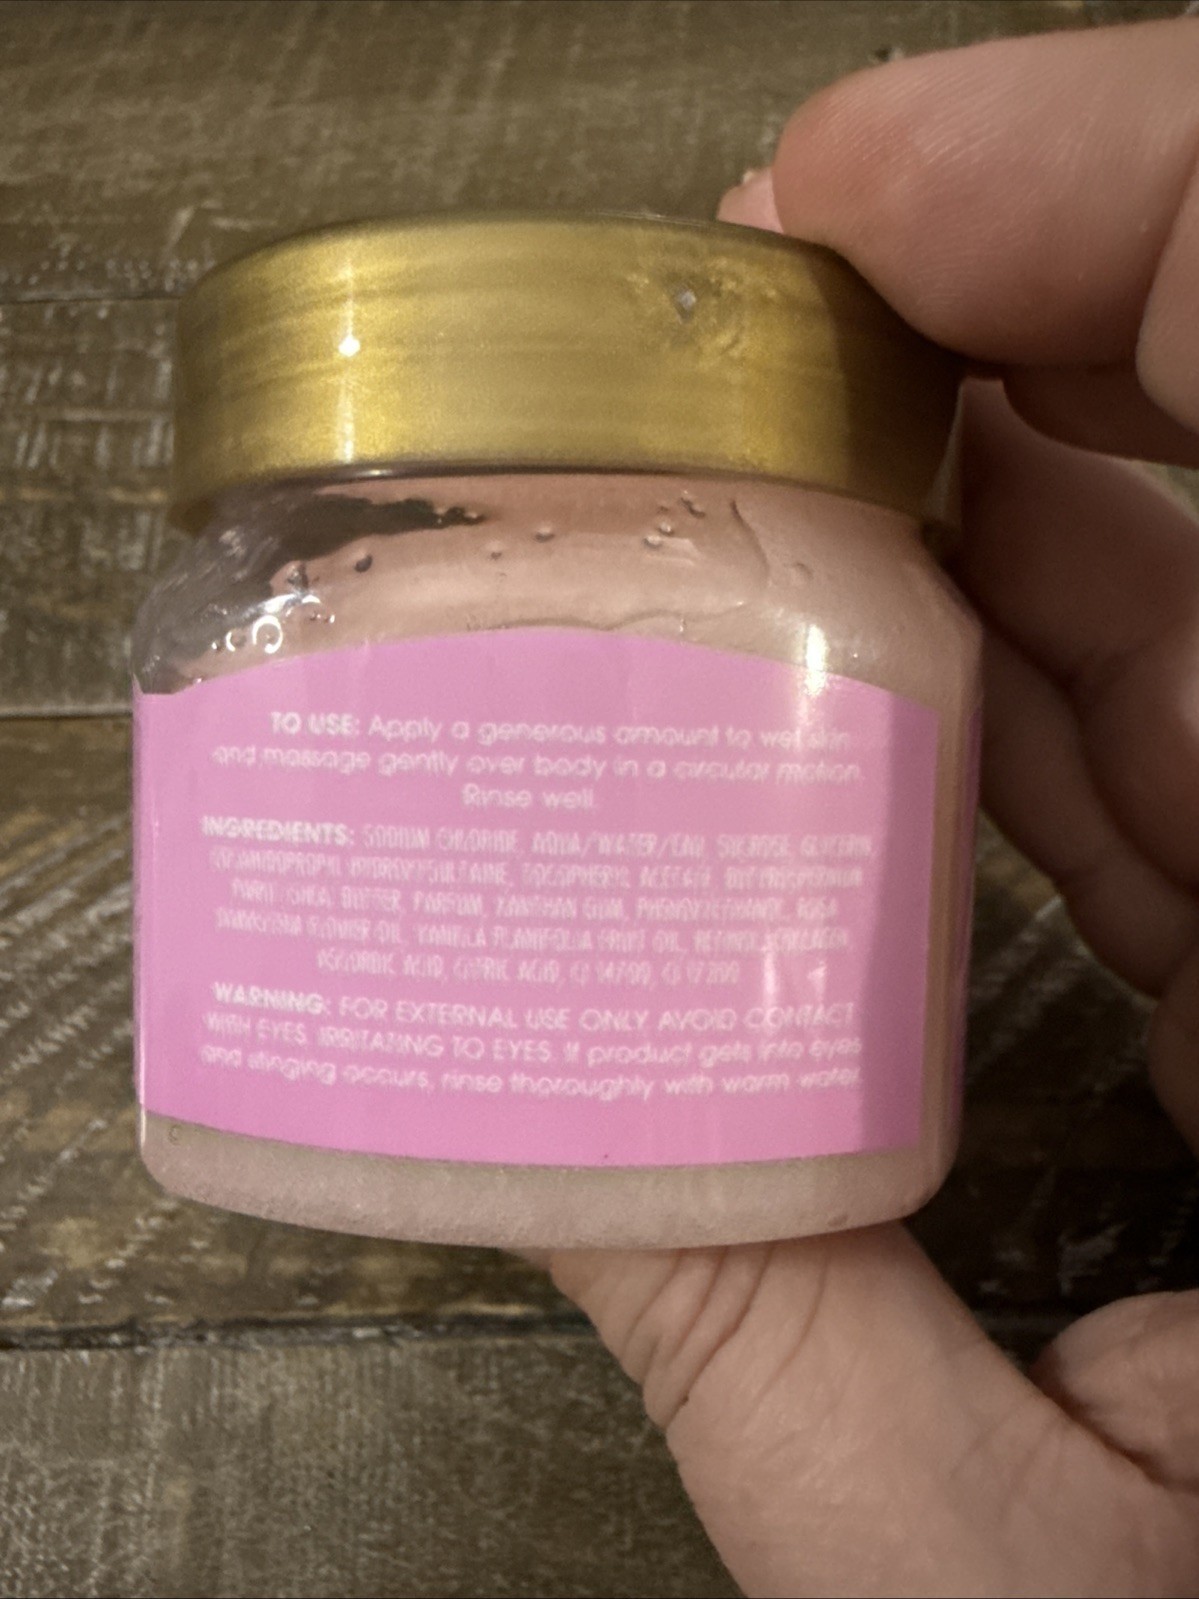 TO USE: Apply a generous amount to wet skin
and massage gently over body in a circular motion.
Rinse well.
INGREDIENTS: SODIUM CHLORIDE, AQUA/WATER/EAU, SUCROSE, GLYCERIN,
COCAMIDOPROPYL HYDROXYSULTAINE, TOCOPHERYL ACETATE, BUTYROSPERMUM
PARKII (SHEA) BUTTER, PARFUM, XANTHAN GUM, PHENOXYETHANOL, ROSA
DAMASCENA FLOWER OIL, VANILLA PLANIFOLIA FRUIT OIL, RETINOL, COLLAGEN,
ASCORBIC ACID, CITRIC ACID, CI 14700, CI 17200
WARNING: FOR EXTERNAL USE ONLY. AVOID CONTACT
WITH EYES. IRRITATING TO EYES. If product gets into eyes
and stinging occurs, rinse thoroughly with warm water.